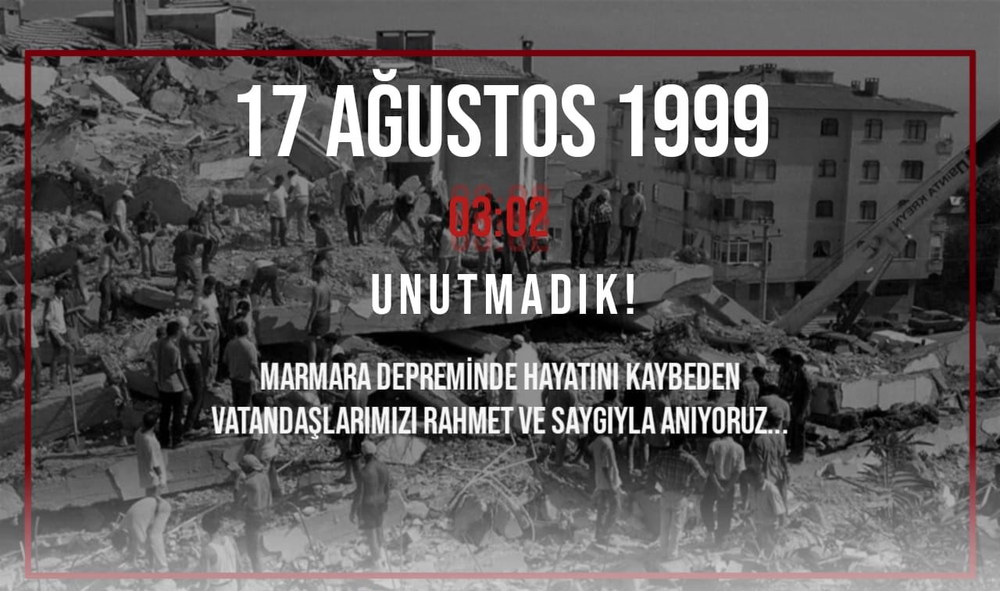 17 AĞUSTOS 1999
03:02
UNUTMADIK!
MARMARA DEPREMİNDE HAYATINI KAYBEDEN
VATANDAŞLARIMIZI RAHMET VE SAYGIYLA ANIYORUZ...